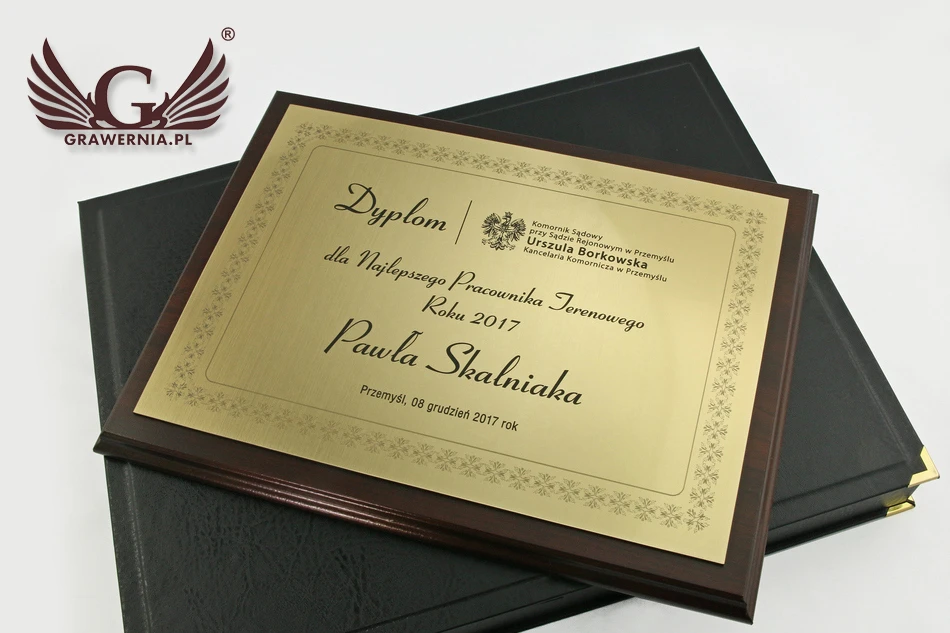 G®
GRAWERNIA.PL
Dyplom
Komornik Sądowy
przy Sądzie Rejonowym w Przemyślu
Urszula Borkowska
Kancelaria Komornicza w Przemyślu
dla Najlepszego Pracownika Terenowego
Roku 2017
Pawła Skalniaka
Przemyśl, 08 grudzień 2017 rok